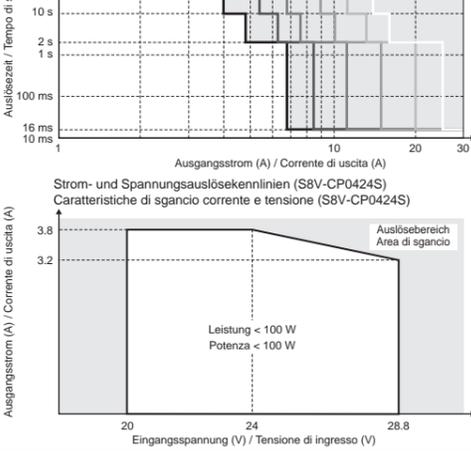 10 s
2 s
1 s
100 ms
16 ms
10 ms
1
10
20
30
Auslösezeit / Tempo di
Ausgangsstrom (A) / Corrente di uscita (A)
Strom- und Spannungsauslösekennlinien (S8V-CP0424S)
Caratteristiche di sgancio corrente e tensione (S8V-CP0424S)
Ausgangsstrom (A) / Corrente di uscita (A)
3.8
3.2
Auslösebereich
Area di sgancio
Leistung < 100 W
Potenza < 100 W
20
24
28.8
Eingangsspannung (V) / Tensione di ingresso (V)